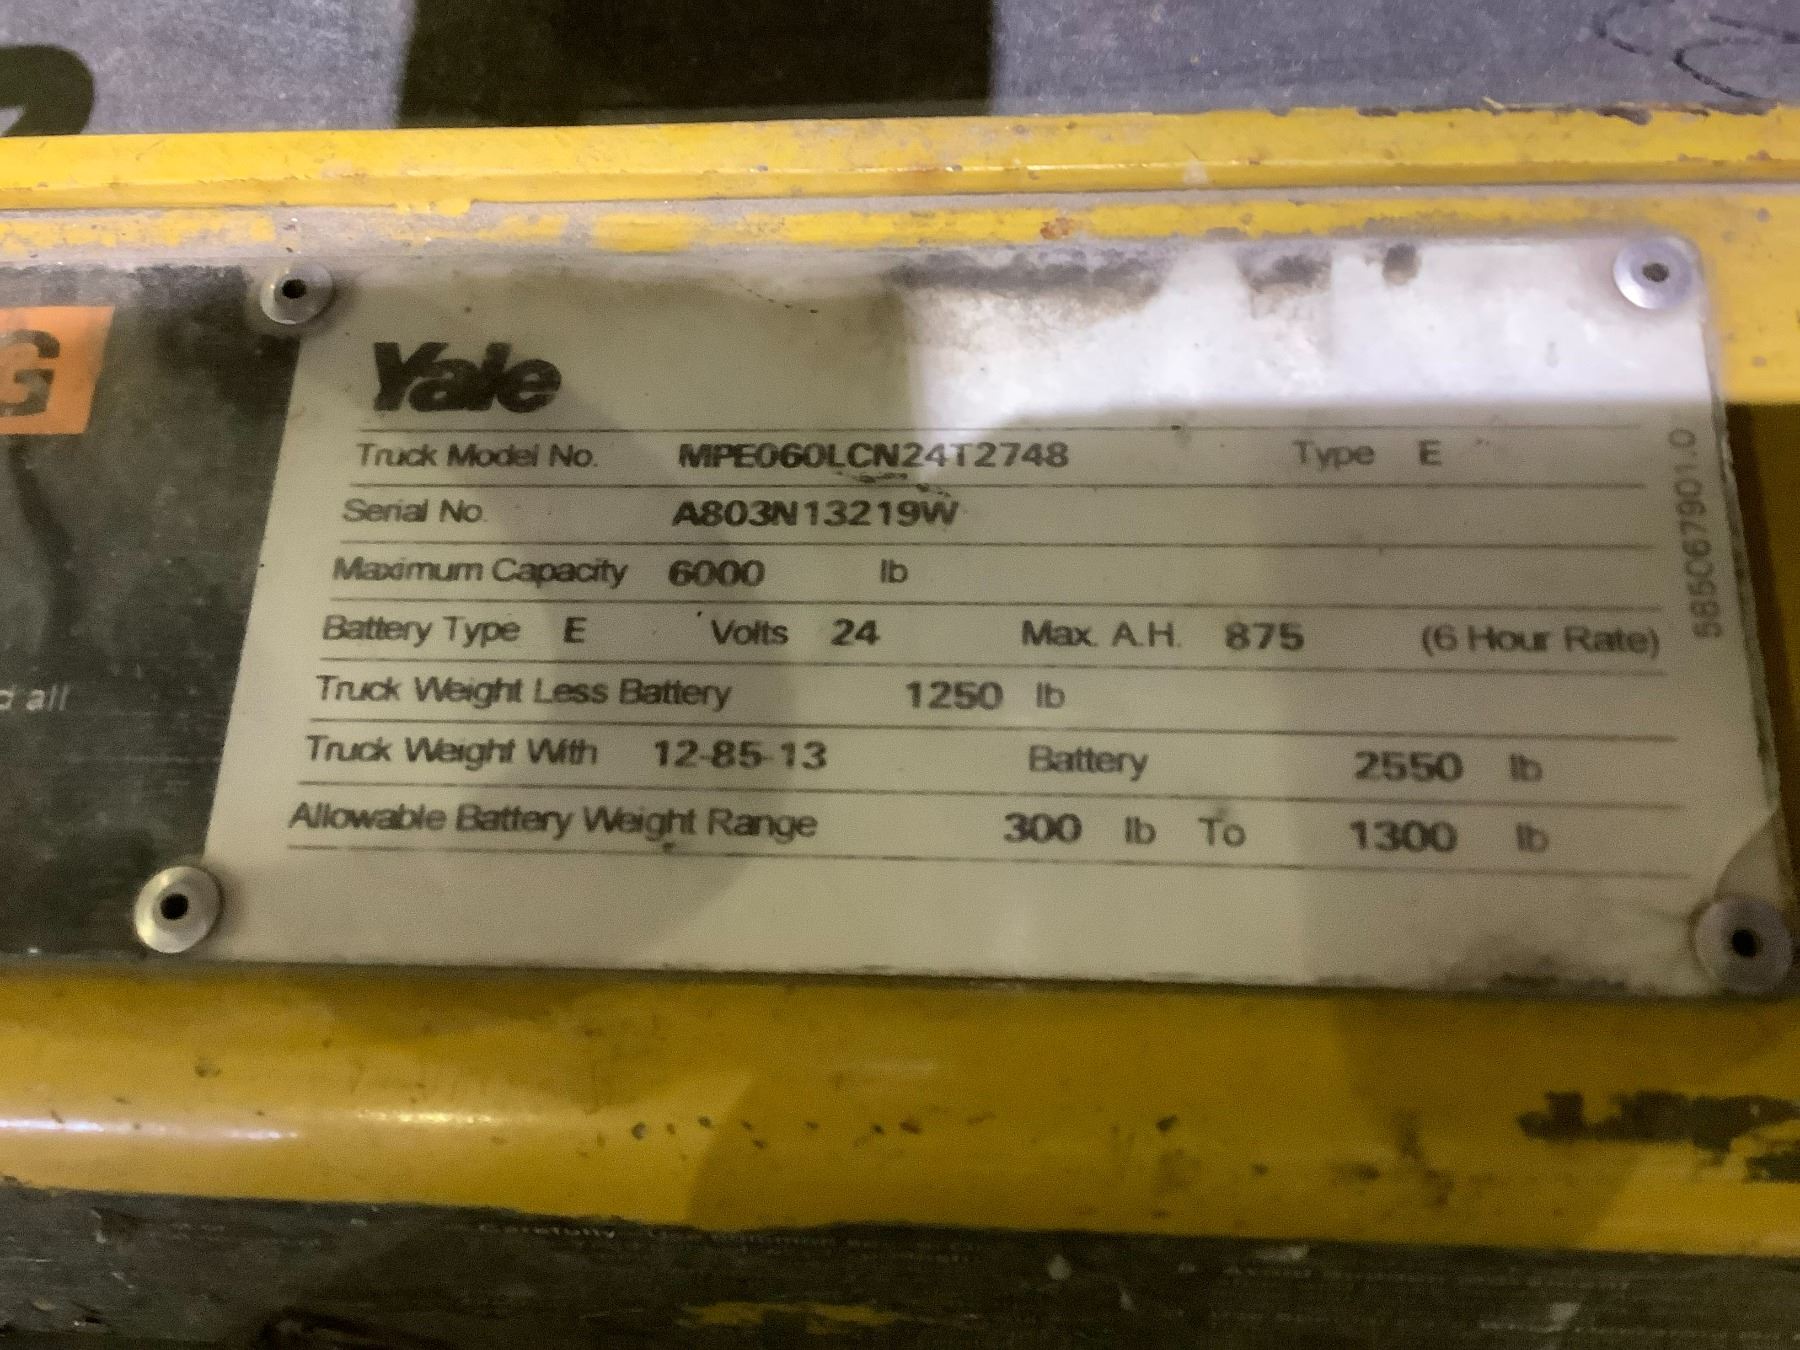 Yale
Truck Model No. MPE060LCN24T2748 Type E
Serial No. A803N13219W
Maximum Capacity 6000 lb
Battery Type E Volts 24 Max. A.H. 875 (6 Hour Rate)
Truck Weight Less Battery 1250 lb
Truck Weight With 12-85-13 Battery 2550 lb
Allowable Battery Weight Range 300 lb To 1300 lb
585067901.0
G
all
Carefully